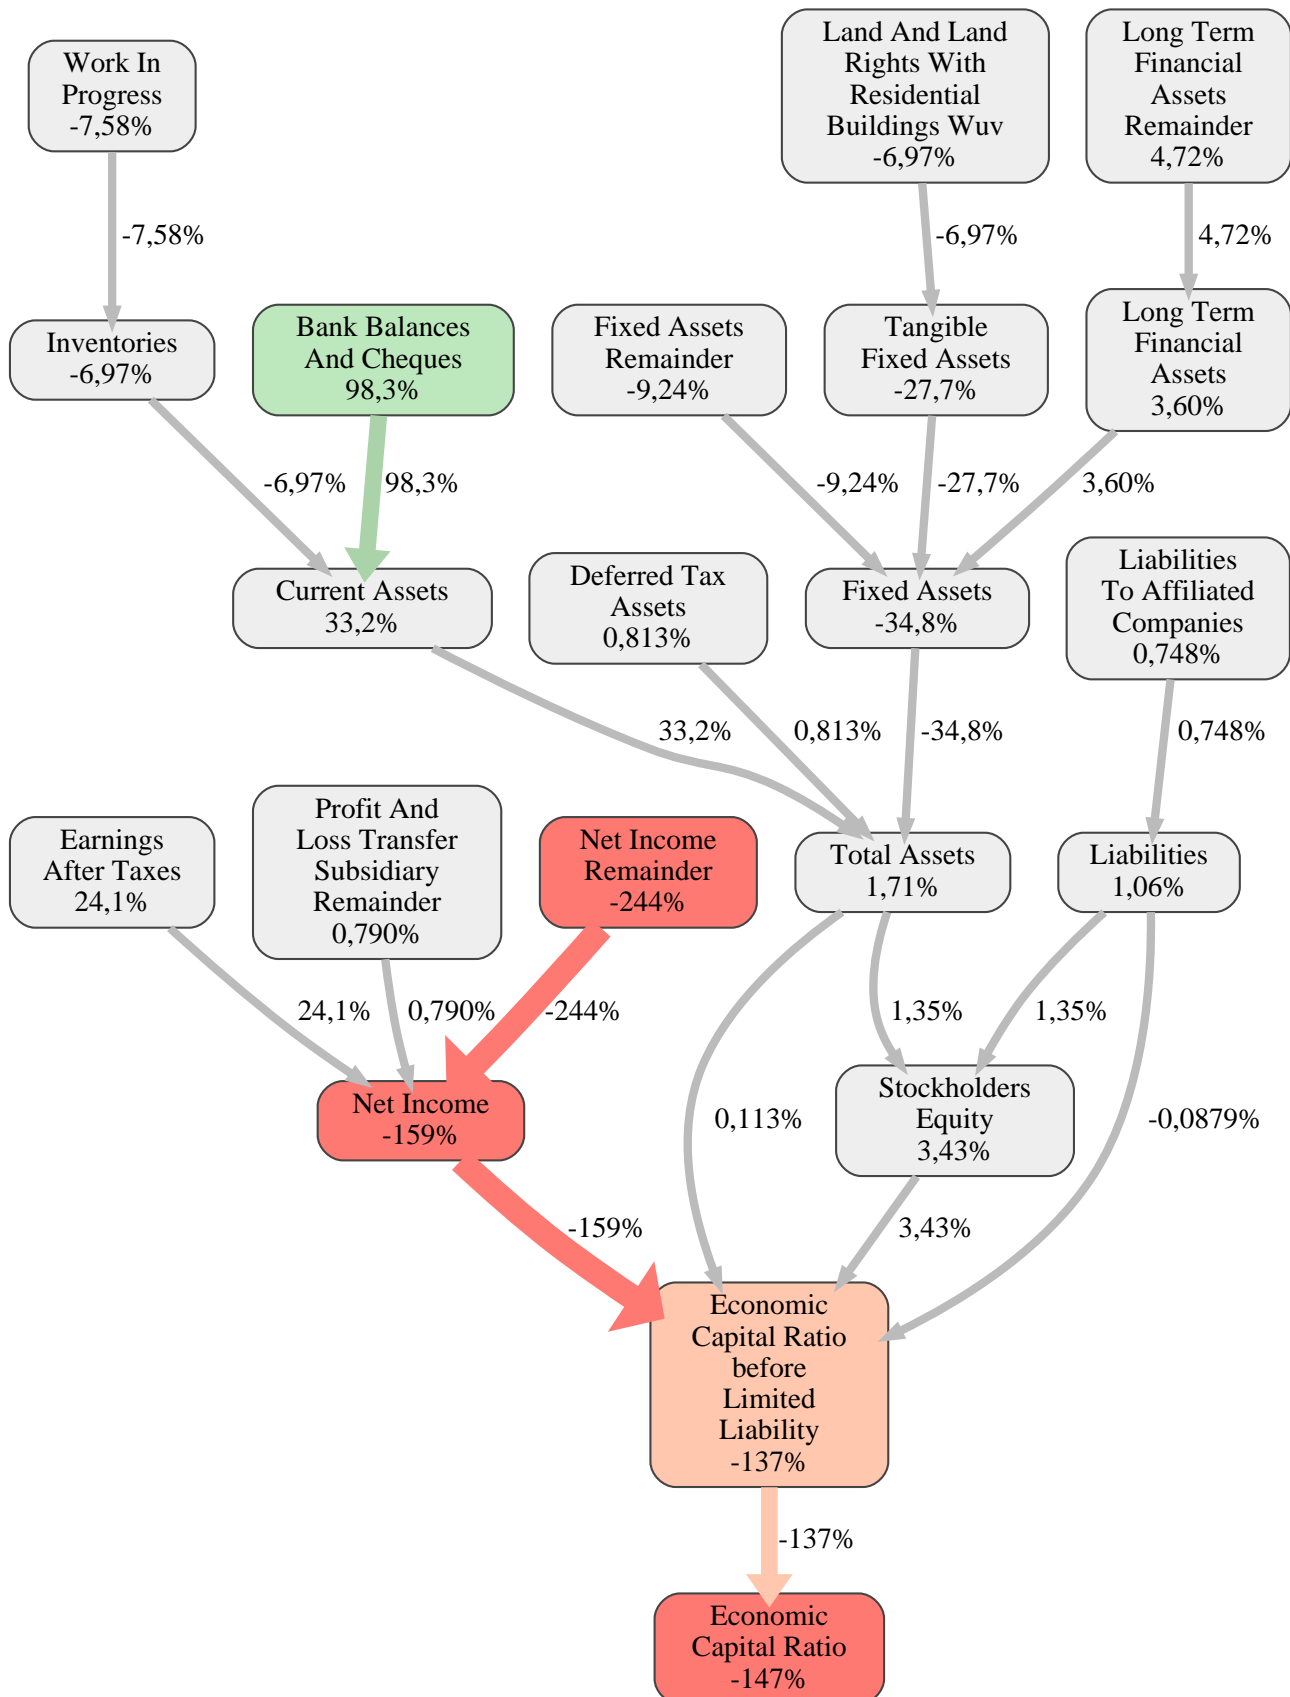 Work In
Progress
-7,58%
Land And Land
Rights With
Residential
Buildings Wuv
-6,97%
Long Term
Financial
Assets
Remainder
4,72%
-7,58%
-6,97%
4,72%
Inventories
-6,97%
Bank Balances
And Cheques
98,3%
Fixed Assets
Remainder
-9,24%
Tangible
Fixed Assets
-27,7%
Long Term
Financial
Assets
3,60%
-6,97%
98,3%
-9,24%
-27,7%
3,60%
Current Assets
33,2%
Deferred Tax
Assets
0,813%
Fixed Assets
-34,8%
Liabilities
To Affiliated
Companies
0,748%
33,2%
0,813%
-34,8%
0,748%
Earnings
After Taxes
24,1%
Profit And
Loss Transfer
Subsidiary
Remainder
0,790%
Net Income
Remainder
-244%
Total Assets
1,71%
Liabilities
1,06%
24,1%
0,790%
-244%
1,35%
1,35%
Net Income
-159%
0,113%
Stockholders
Equity
3,43%
-0,0879%
-159%
3,43%
Economic
Capital Ratio
before
Limited
Liability
-137%
-137%
Economic
Capital Ratio
-147%